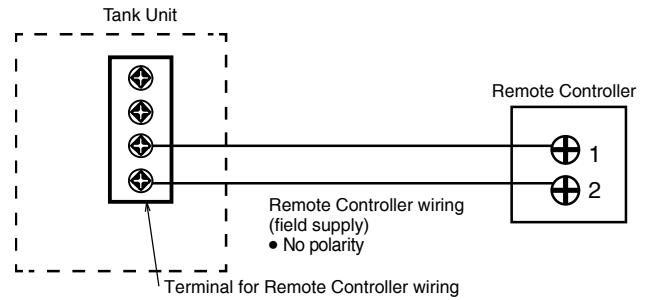 Tank Unit
Remote Controller
1
2
Remote Controller wiring
(field supply)
● No polarity
Terminal for Remote Controller wiring